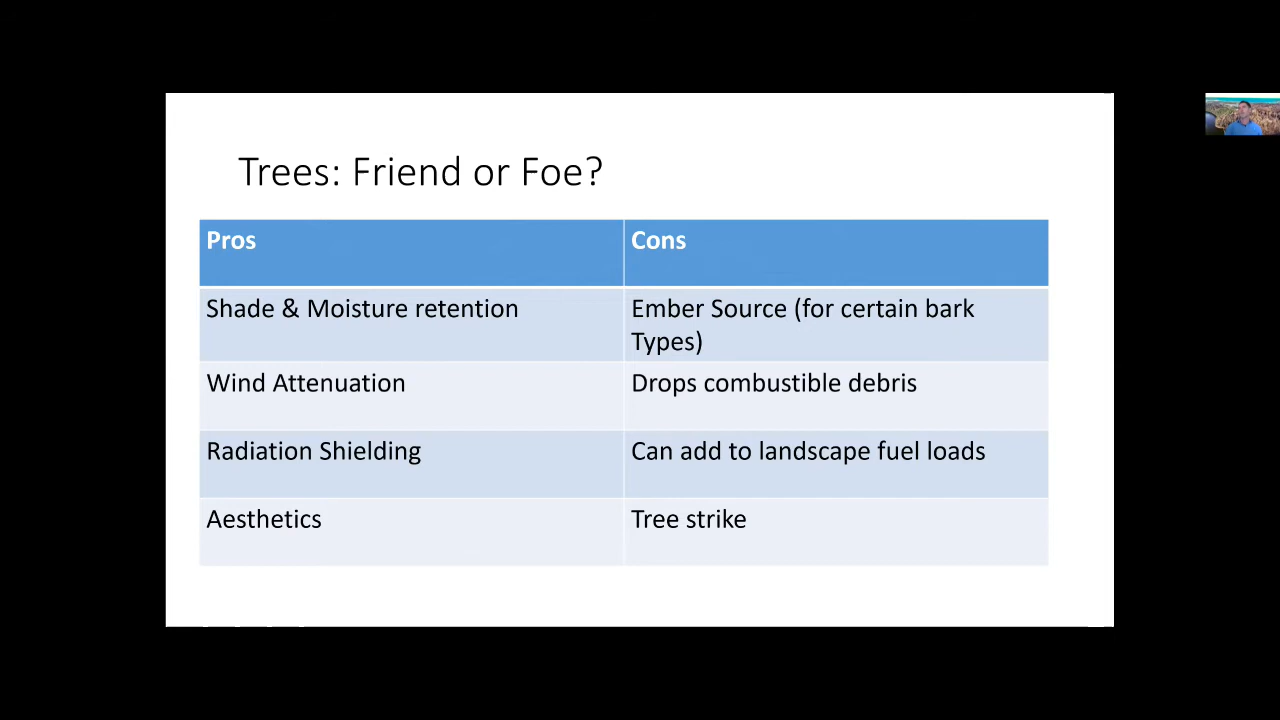 Trees: Friend or Foe?
Pros
Cons
Shade & Moisture retention
Ember Source (for certain bark
Types)
Wind Attenuation
Drops combustible debris
Radiation Shielding
Can add to landscape fuel loads
Aesthetics
Tree strike